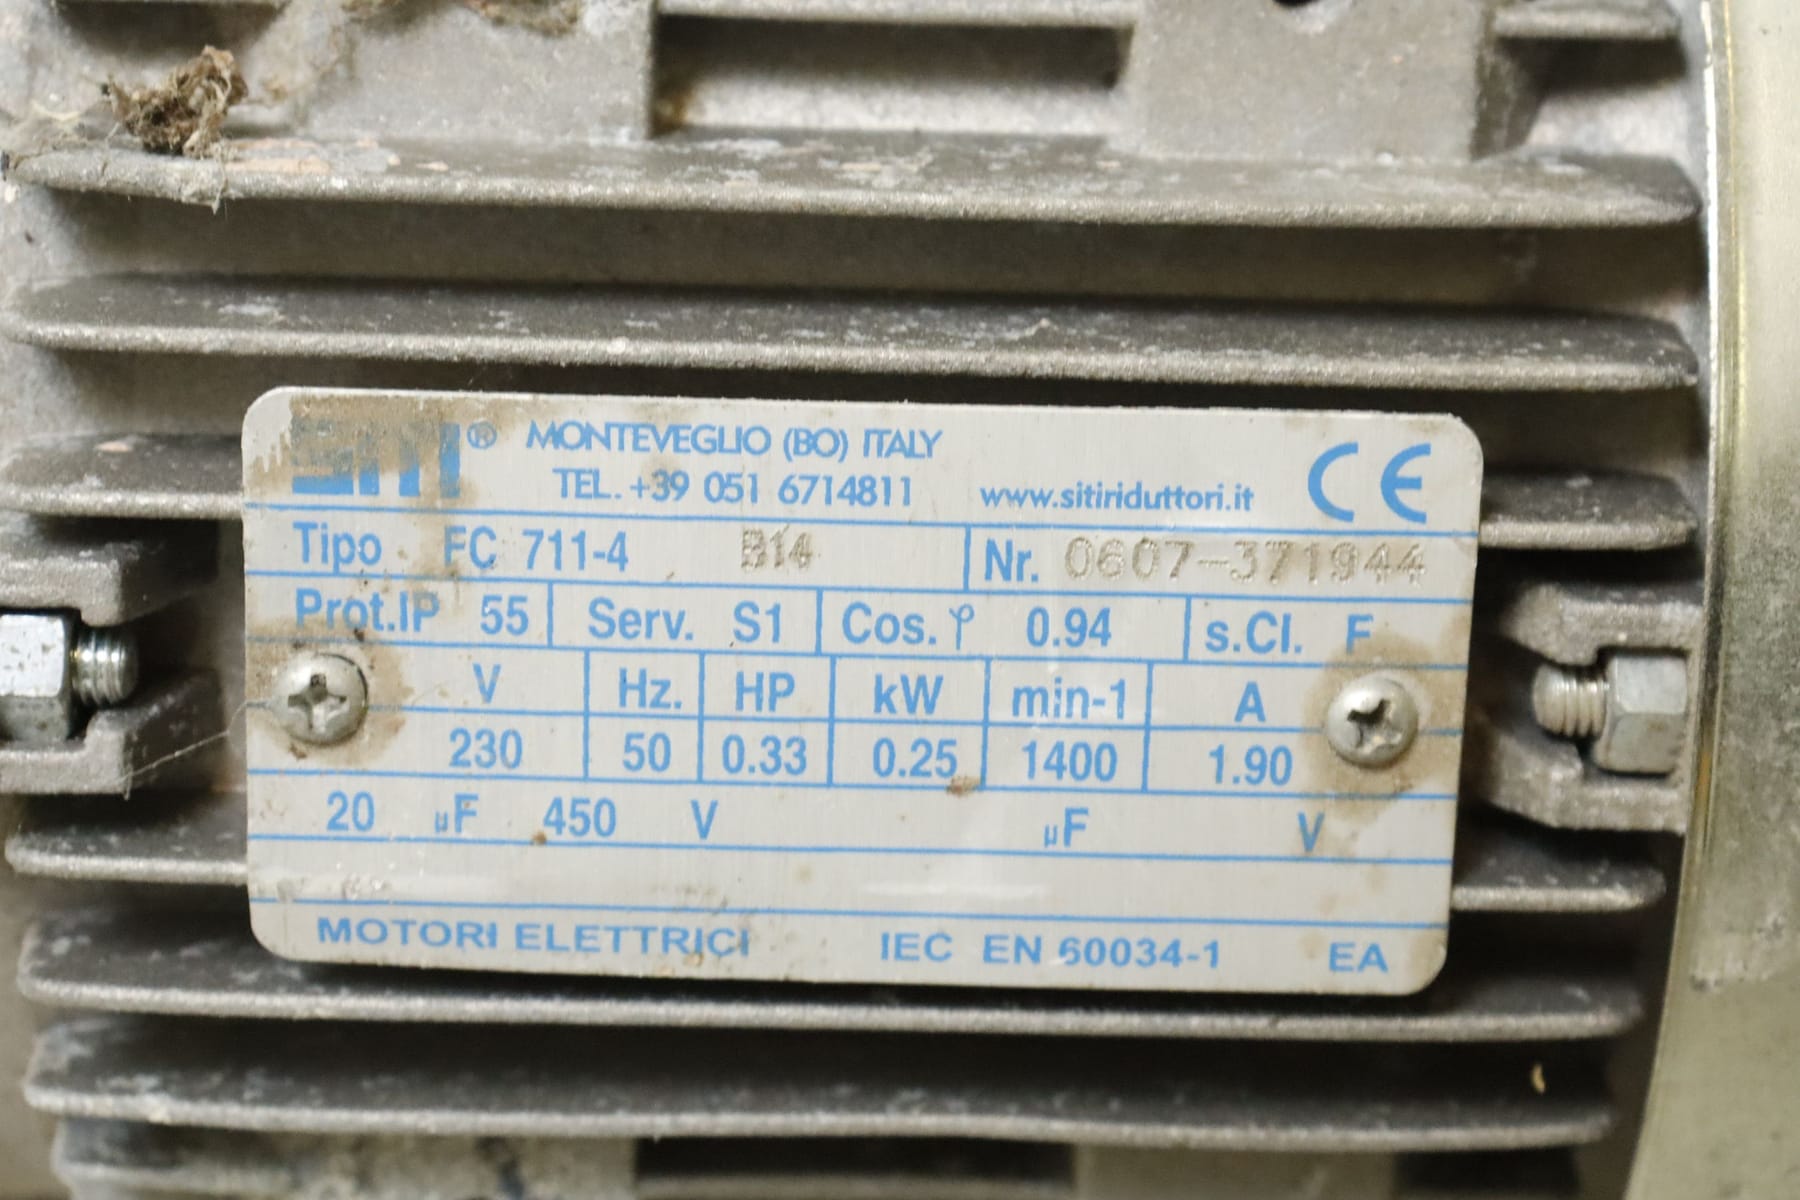 SITI® MONTEVEGLIO (BO) ITALY
TEL. +39 051 6714811 www.sitiriduttori.it CE
Tipo FC 711-4 B14 Nr. 0607-371944
Prot.IP 55 Serv. S1 Cos.φ 0.94 s.Cl. F
V Hz. HP kW min-1 A
230 50 0.33 0.25 1400 1.90
20 µF 450 V µF V
MOTORI ELETTRICI IEC EN 60034-1 EA